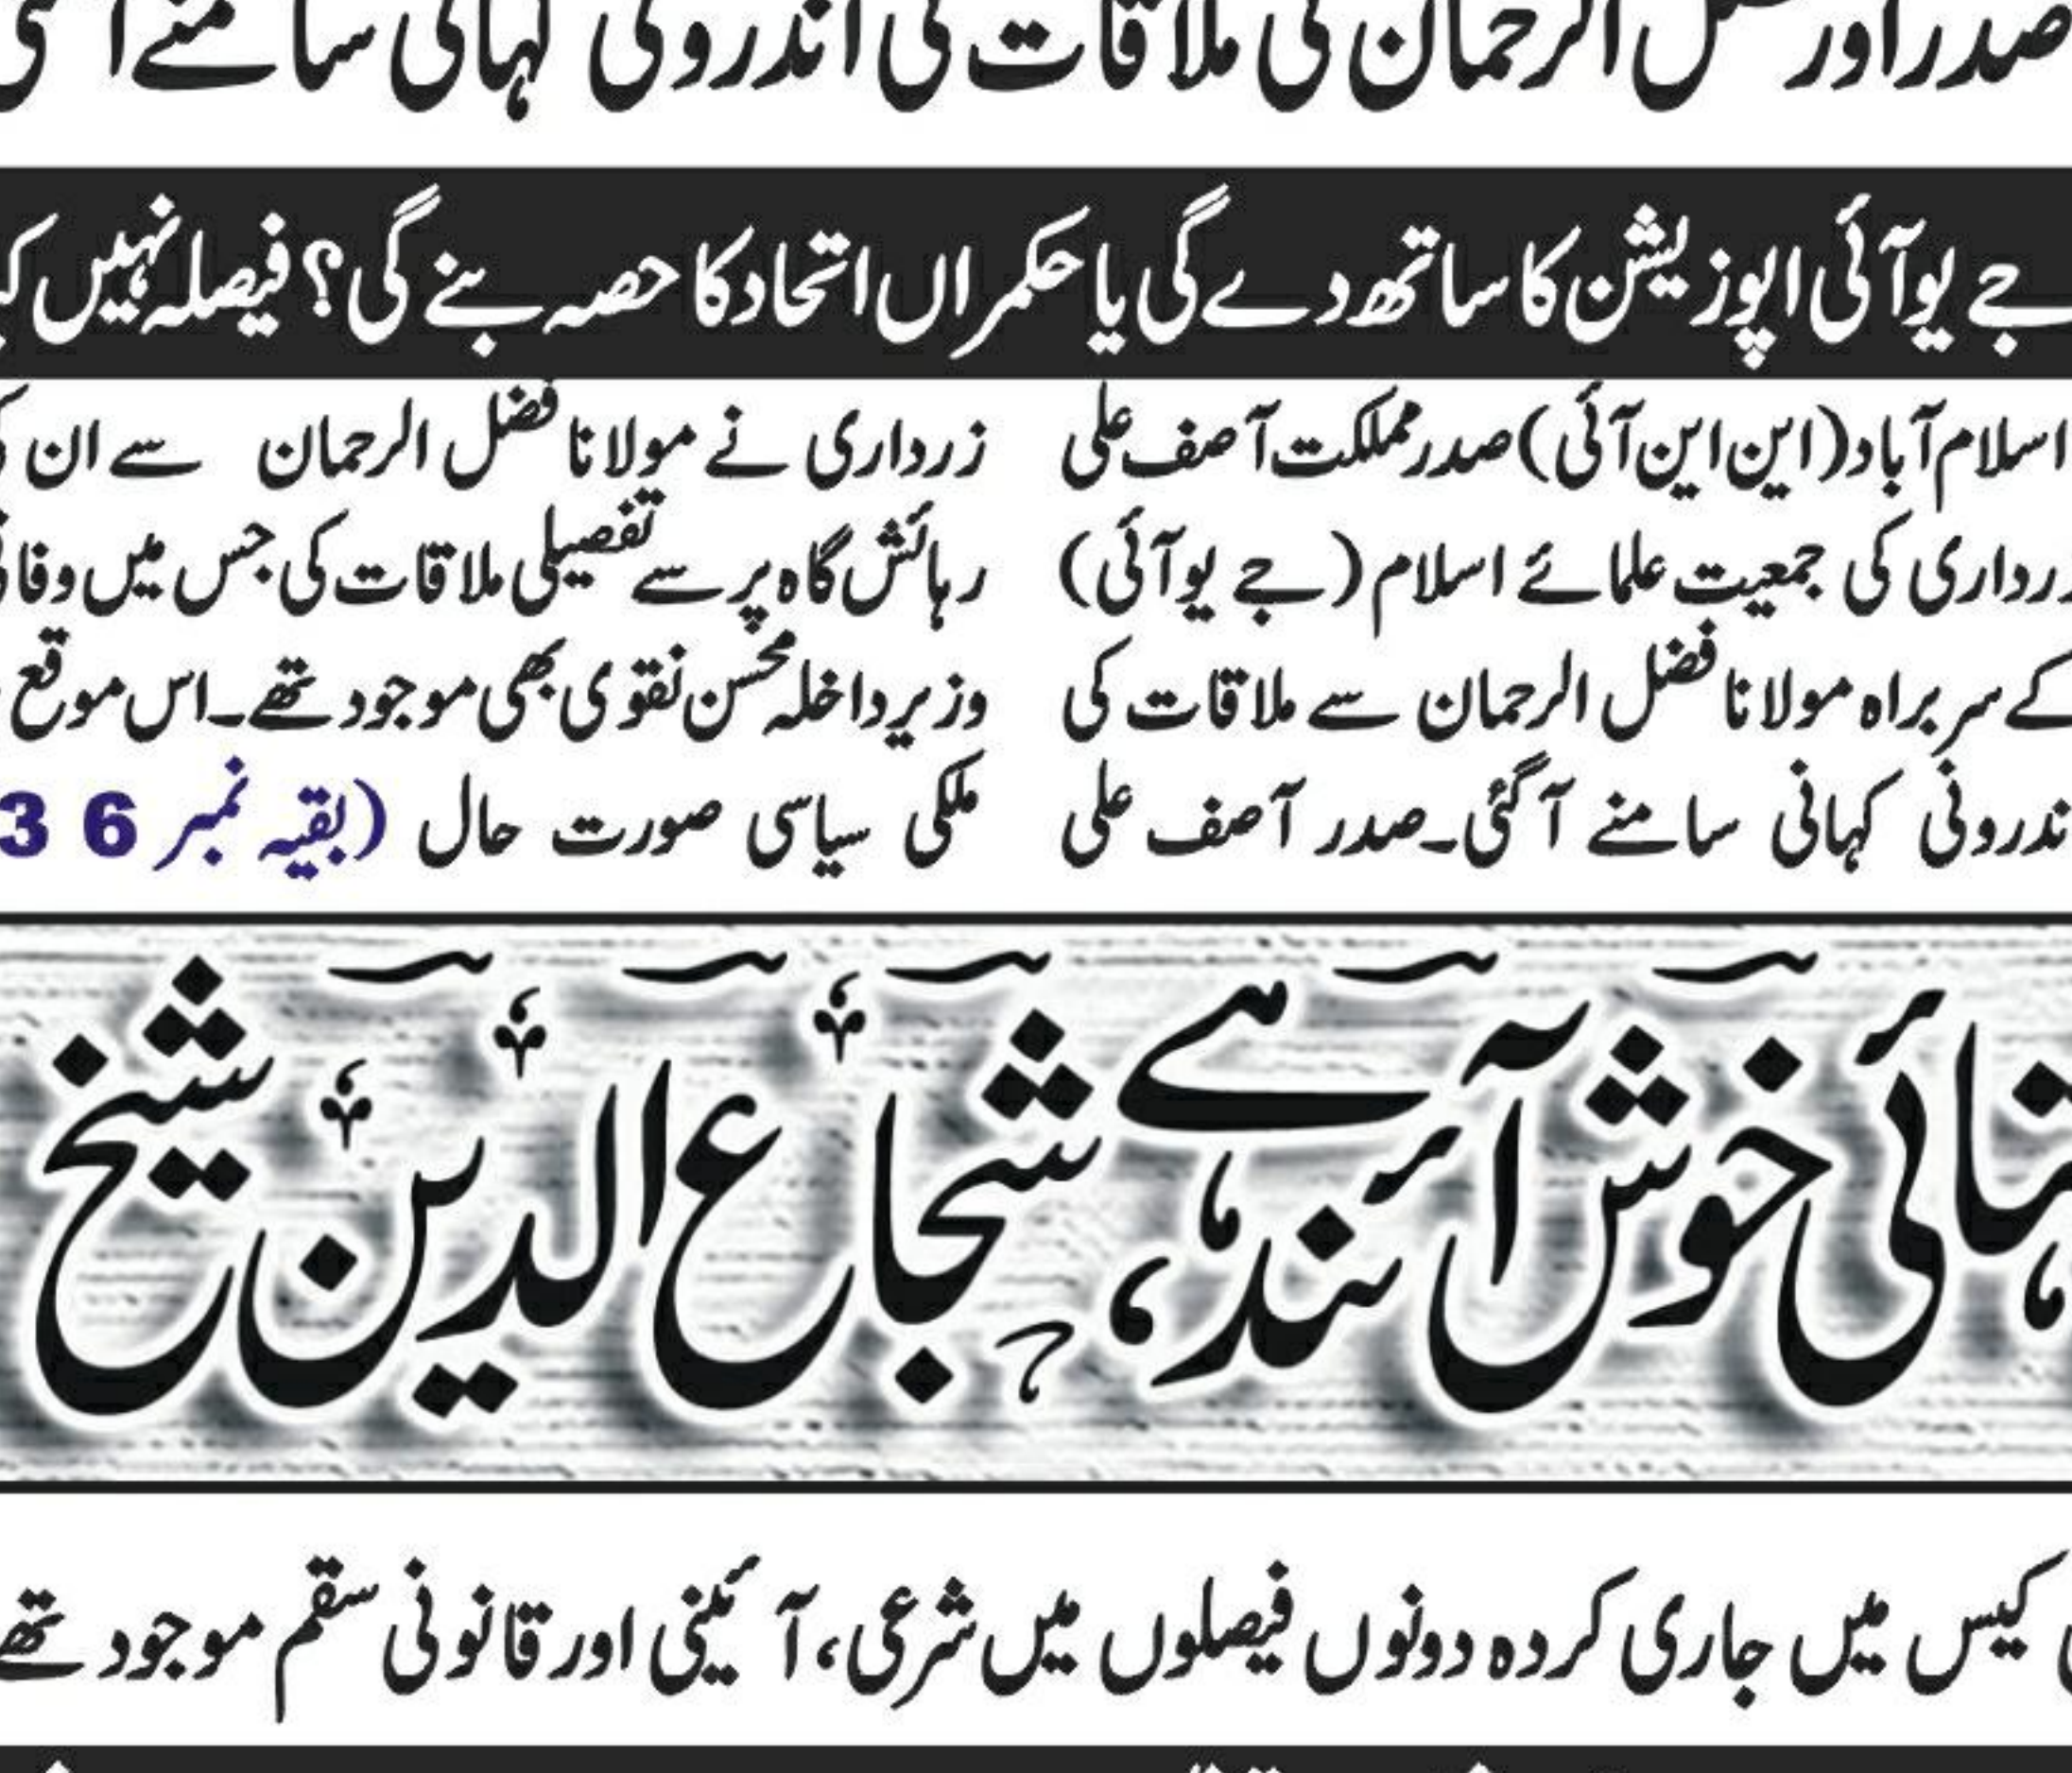 صدر اور فضل الرحمان کی ملاقات کی اندرونی کہانی سامنے آ گئی
جے یو آئی اپوزیشن کا ساتھ دے گی یا حکمراں اتحاد کا حصہ بنے گی؟ فیصلہ نہیں
اسلام آباد (این این آئی) صدر مملکت آصف علی
زرداری کی جمعیت علمائے اسلام (جے یو آئی)
کے سربراہ مولانا فضل الرحمان سے ملاقات کی
اندرونی کہانی سامنے آ گئی۔ صدر آصف علی
زرداری نے مولانا فضل الرحمان سے ان
رہائش گاہ پر سے تفصیلی ملاقات کی جس میں
وزیر داخلہ محسن نقوی بھی موجود تھے۔ اس موقع
ملکی سیاسی صورت حال (بقیہ نمبر 36
خوش آئند ہے، شجاع الدین شیخ
کیس میں جاری کردہ دونوں فیصلوں میں شرعی، آئینی اور قانونی سقم موجود تھے